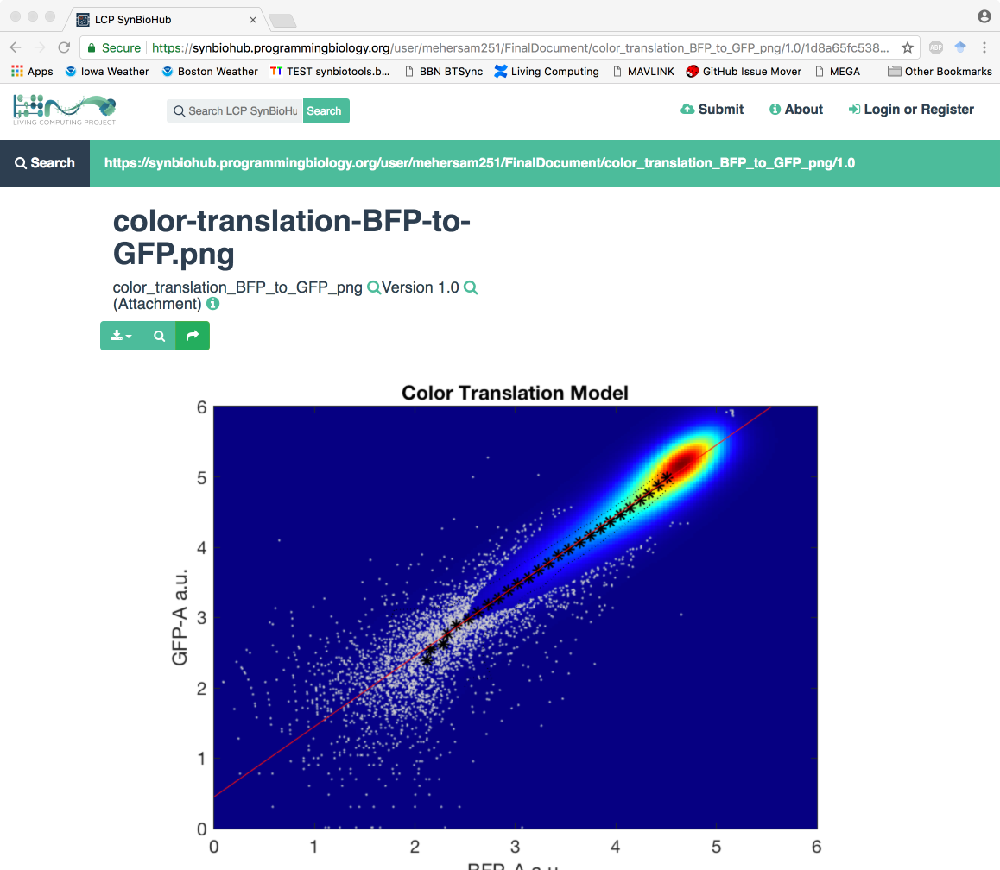 LCP SynBioHub
Secure https://synbiohub.programmingbiology.org/user/mehersam251/FinalDocument/color_translation_BFP_to_GFP_png/1.0/1d8a65fc538...
ABP
Apps Iowa Weather Boston Weather TT TEST synbiotools.b... BBN BTSync Living Computing MAVLINK GitHub Issue Mover MEGA Other Bookmarks
LIVING COMPUTING PROJECT
Search LCP SynBioHu Search
Submit About Login or Register
Search https://synbiohub.programmingbiology.org/user/mehersam251/FinalDocument/color_translation_BFP_to_GFP_png/1.0
color-translation-BFP-to-
GFP.png
color_translation_BFP_to_GFP_png Version 1.0
(Attachment)
Color Translation Model
6
5
4
3
2
1
0
GFP-A a.u.
0 1 2 3 4 5 6
BFP-A a.u.